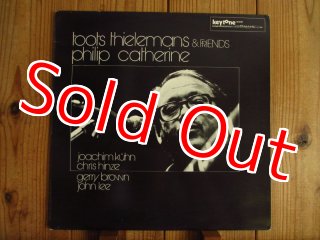 keytone
toots thielemans & FRIENDS
philip catherine
Sold Out
joachim kühn
chris hinze
gerry brown
john lee